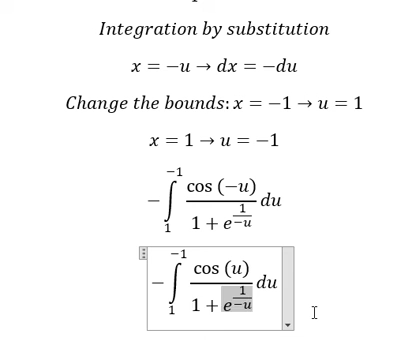 Integration by substitution
x = −u → dx = −du
Change the bounds: x = −1 → u = 1
x = 1 → u = −1
−∫₁⁻¹ cos (−u) / (1 + e^(1/−u)) du
−∫₁⁻¹ cos (u) / (1 + e^(1/−u)) du